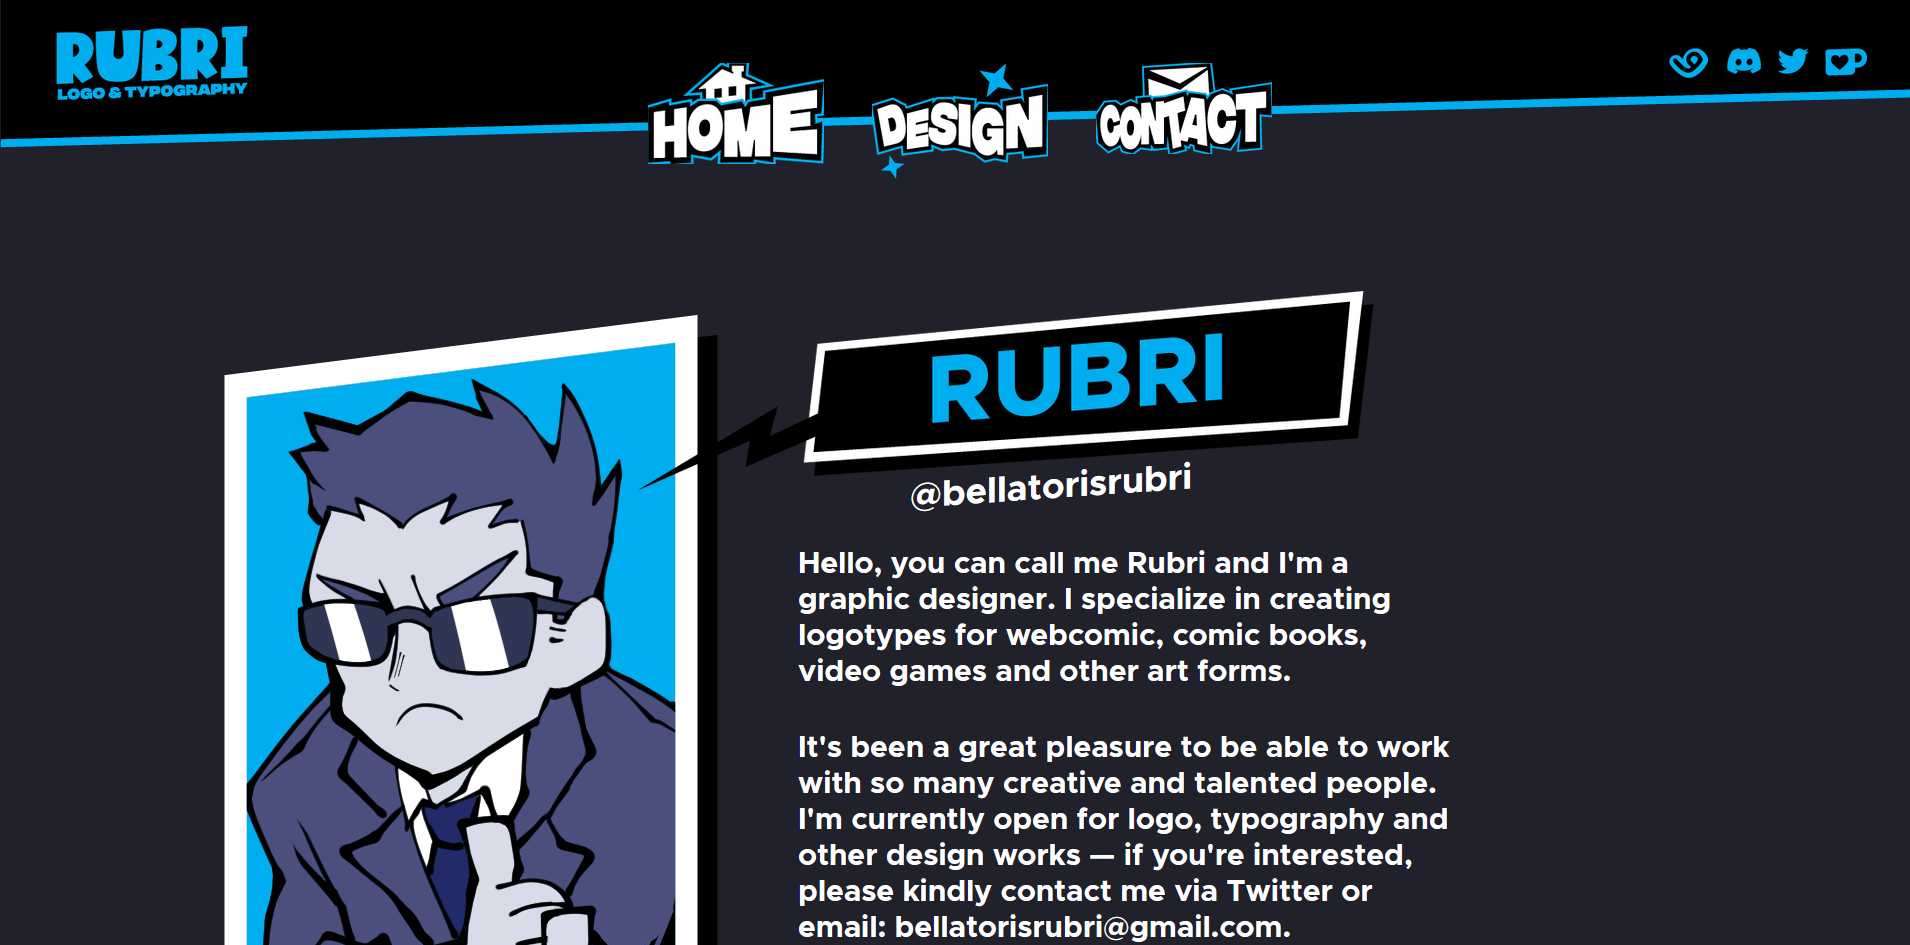 RUBRI
LOGO & TYPOGRAPHY
HOME
DESIGN
CONTACT
RUBRI
@bellatorisrubri
Hello, you can call me Rubri and I'm a
graphic designer. I specialize in creating
logotypes for webcomic, comic books,
video games and other art forms.
It's been a great pleasure to be able to work
with so many creative and talented people.
I'm currently open for logo, typography and
other design works — if you're interested,
please kindly contact me via Twitter or
email: bellatorisrubri@gmail.com.